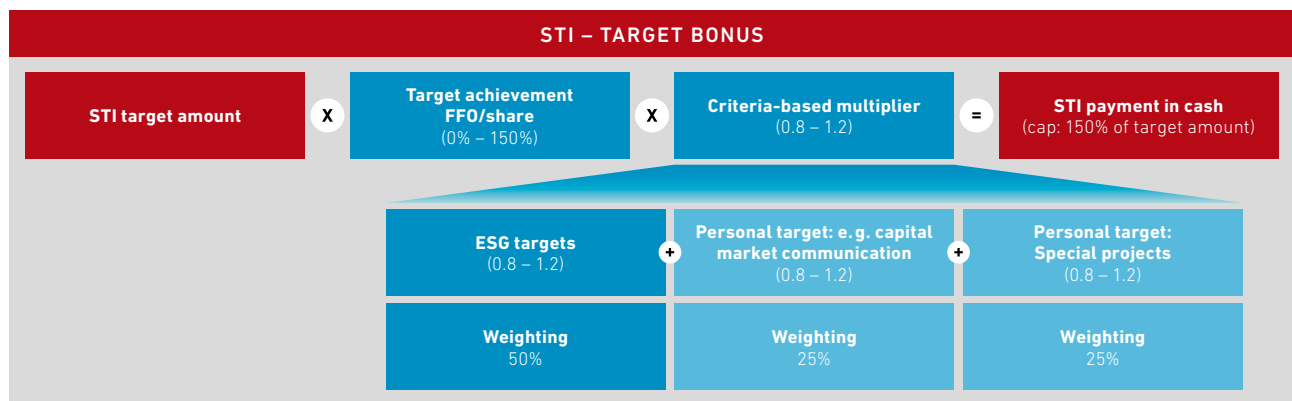 STI – TARGET BONUS
STI target amount
X
Target achievement
FFO/share
(0% – 150%)
X
Criteria-based multiplier
(0.8 – 1.2)
=
STI payment in cash
(cap: 150% of target amount)
ESG targets
(0.8 – 1.2)
+
Personal target: e. g. capital
market communication
(0.8 – 1.2)
+
Personal target:
Special projects
(0.8 – 1.2)
Weighting
50%
Weighting
25%
Weighting
25%